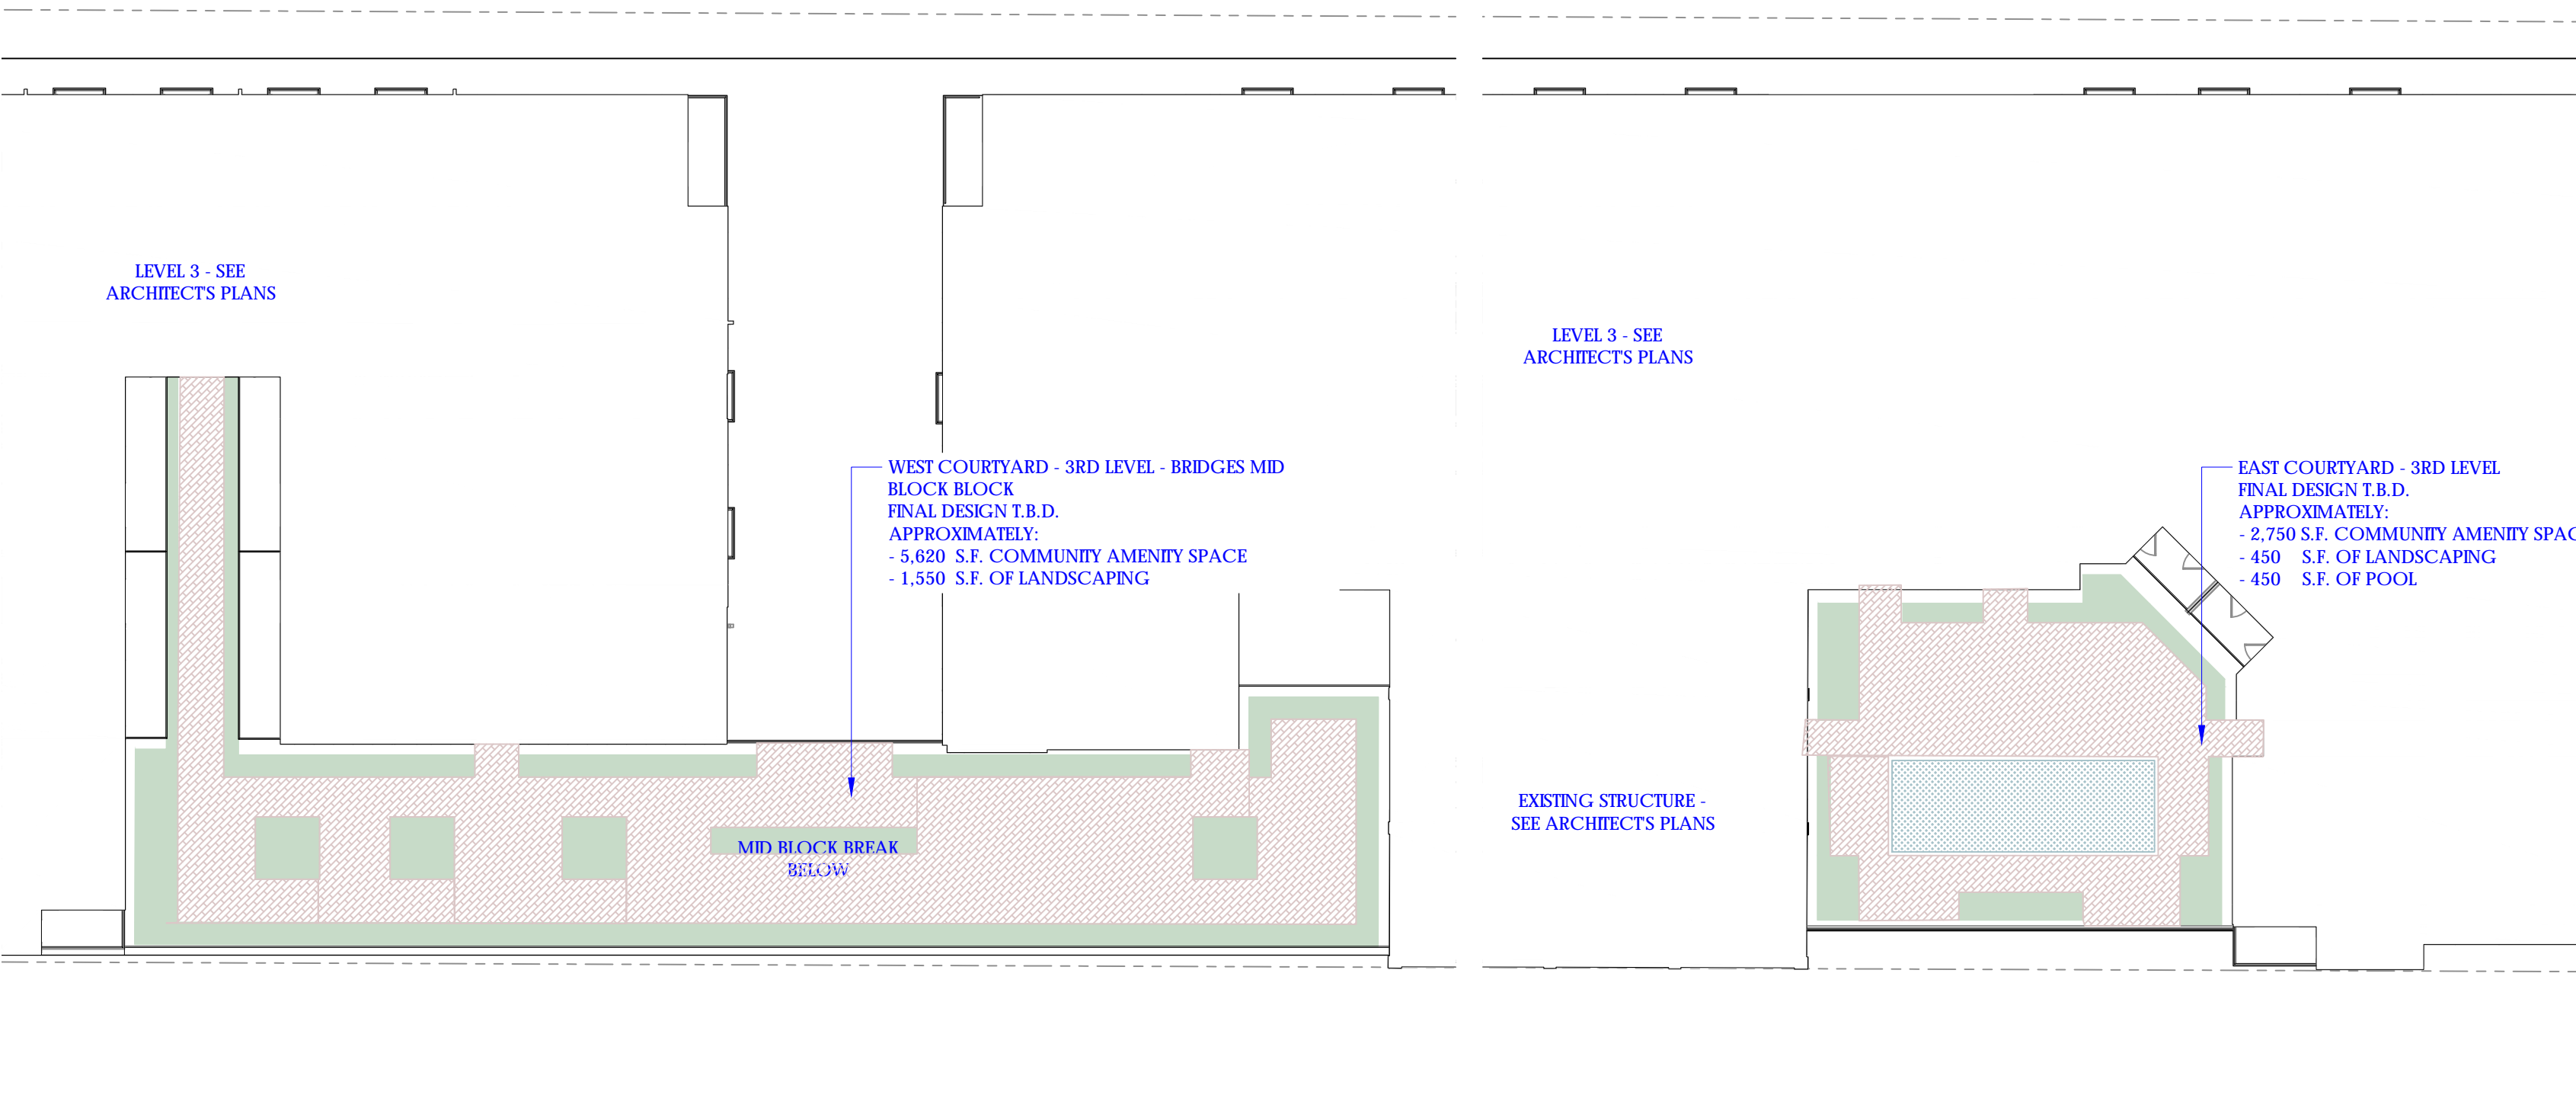 LEVEL 3 - SEE
ARCHITECT'S PLANS
WEST COURTYARD - 3RD LEVEL - BRIDGES MID
BLOCK BLOCK
FINAL DESIGN T.B.D.
APPROXIMATELY:
- 5,620 S.F. COMMUNITY AMENITY SPACE
- 1,550 S.F. OF LANDSCAPING
MID BLOCK BREAK
BELOW
LEVEL 3 - SEE
ARCHITECT'S PLANS
EXISTING STRUCTURE -
SEE ARCHITECT'S PLANS
EAST COURTYARD - 3RD LEVEL
FINAL DESIGN T.B.D.
APPROXIMATELY:
- 2,750 S.F. COMMUNITY AMENITY SPAC
- 450 S.F. OF LANDSCAPING
- 450 S.F. OF POOL